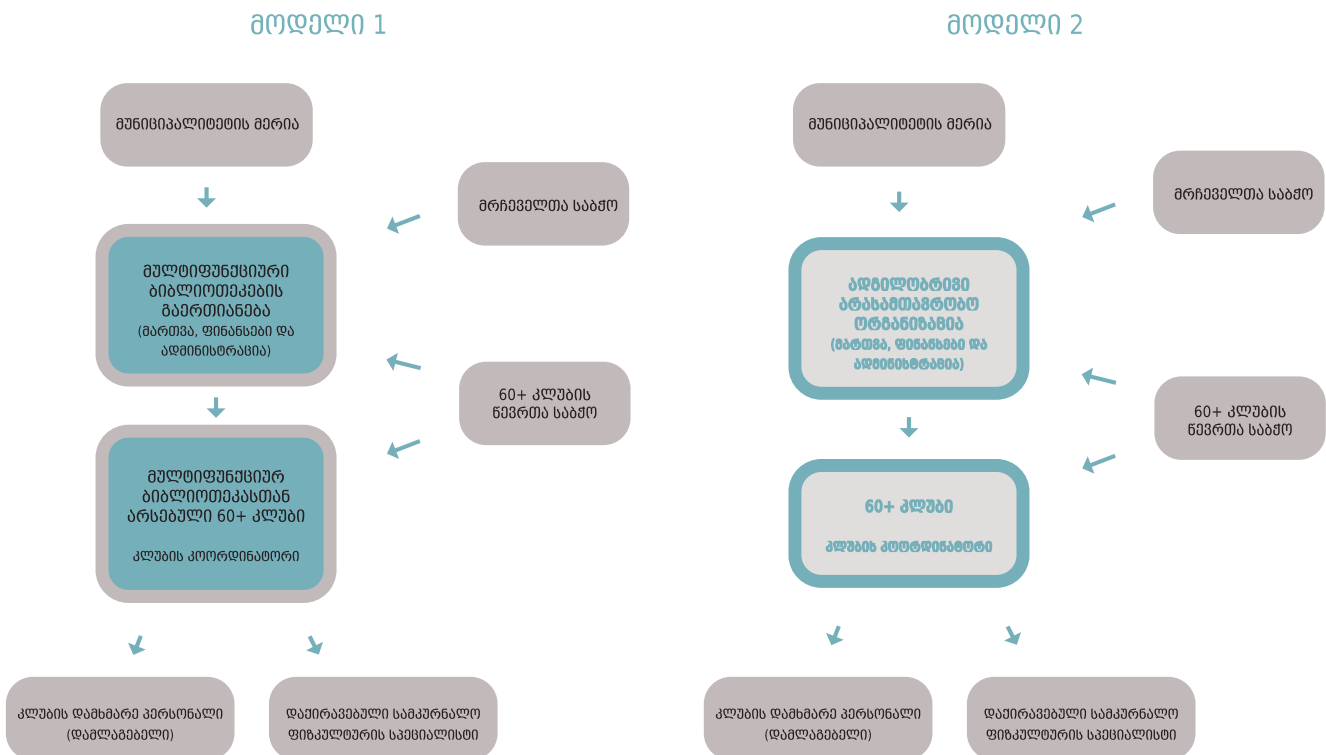 მოდელი 1
მუნიციპალიტეტის მერია
მრჩეველთა საბჭო
მულტიფუნქციური
ბიბლიოთეკების
გაერთიანება
(მართვა, ფინანსები და
ადმინისტრაცია)
60+ კლუბის
წევრთა საბჭო
მულტიფუნქციურ
ბიბლიოთეკასთან
არსებული 60+ კლუბი
კლუბის კოორდინატორი
კლუბის დამხმარე პერსონალი
(დამლაგებელი)
დაქირავებული სამკურნალო
ფიზკულტურის სპეციალისტი
მოდელი 2
მუნიციპალიტეტის მერია
მრჩეველთა საბჭო
ადგილობრივი
არასამთავრობო
ორგანიზაცია
(მართვა, ფინანსები და
ადმინისტრაცია)
60+ კლუბის
წევრთა საბჭო
60+ კლუბი
კლუბის კოორდინატორი
კლუბის დამხმარე პერსონალი
(დამლაგებელი)
დაქირავებული სამკურნალო
ფიზკულტურის სპეციალისტი